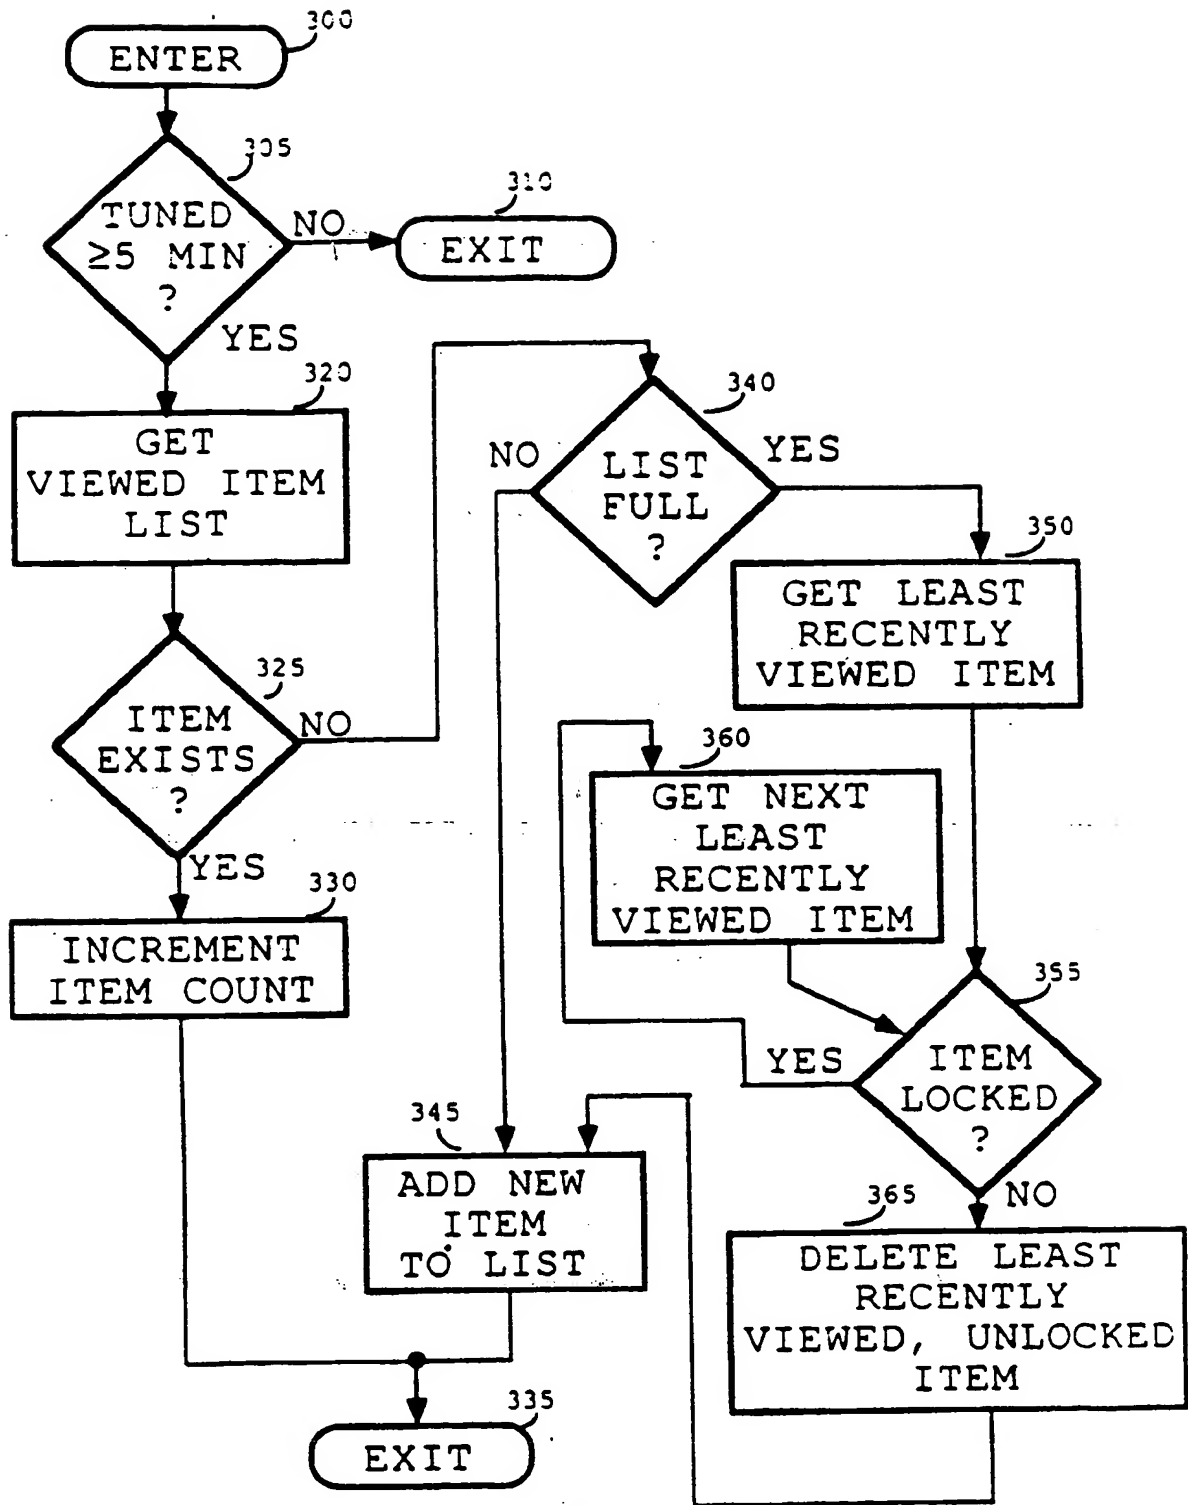 300
ENTER
305
TUNED
≥5 MIN
?
NO
310
EXIT
YES
320
GET
VIEWED ITEM
LIST
325
ITEM
EXISTS
?
NO
YES
330
INCREMENT
ITEM COUNT
340
LIST
FULL
?
NO
YES
350
GET LEAST
RECENTLY
VIEWED ITEM
360
GET NEXT
LEAST
RECENTLY
VIEWED ITEM
355
ITEM
LOCKED
?
YES
NO
345
ADD NEW
ITEM
TO LIST
365
DELETE LEAST
RECENTLY
VIEWED, UNLOCKED
ITEM
335
EXIT